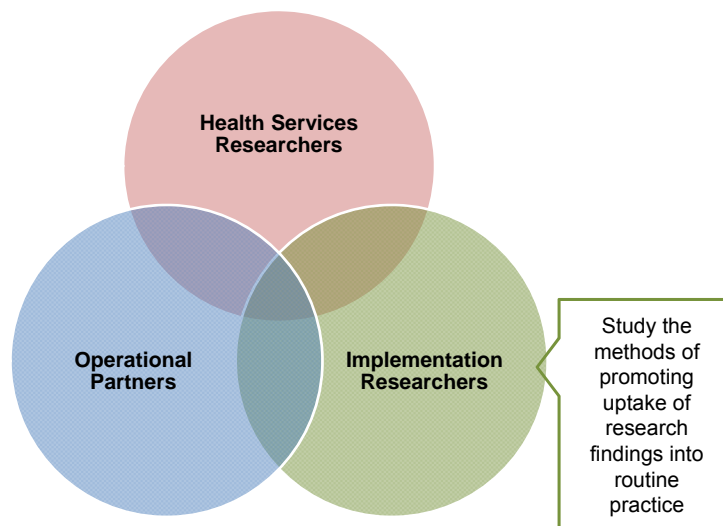 Health Services
Researchers
Operational
Partners
Implementation
Researchers
Study the
methods of
promoting
uptake of
research
findings into
routine
practice